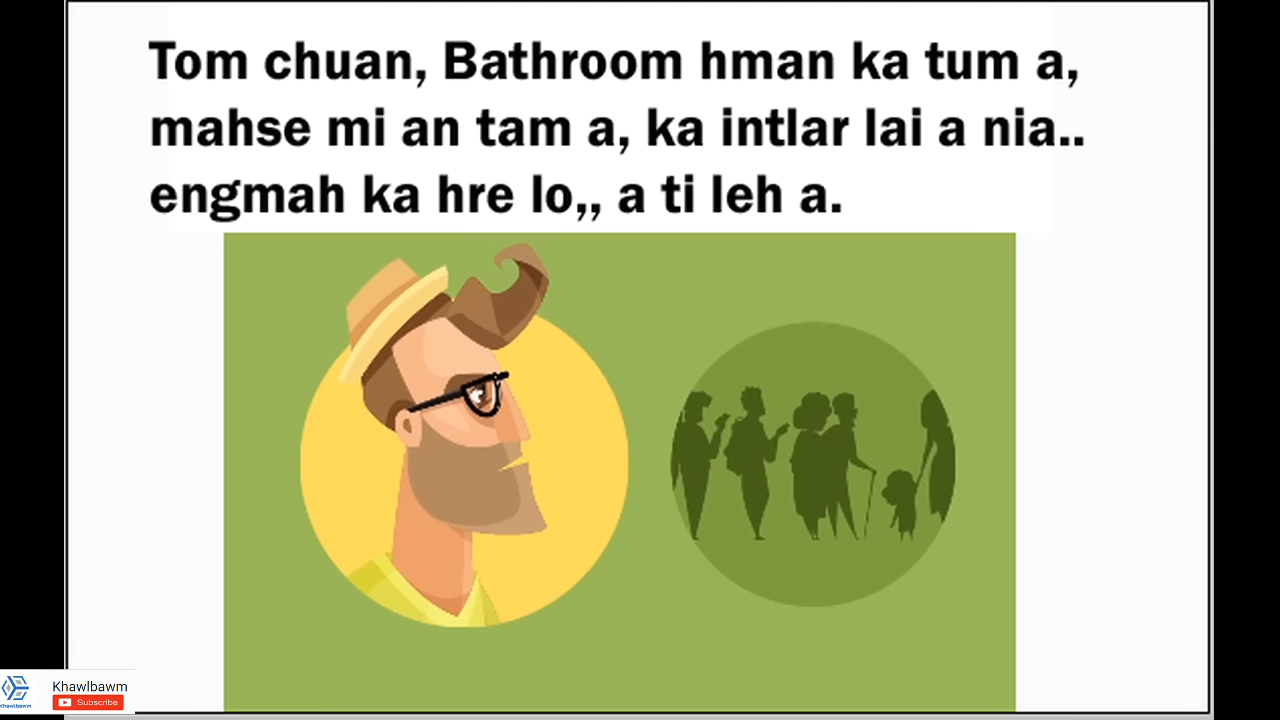 Tom chuan, Bathroom hman ka tum a,
mahse mi an tam a, ka intlar lai a nia..
engmah ka hre lo,, a ti leh a.
Khawlbawm
Subscribe
Khawlbawm